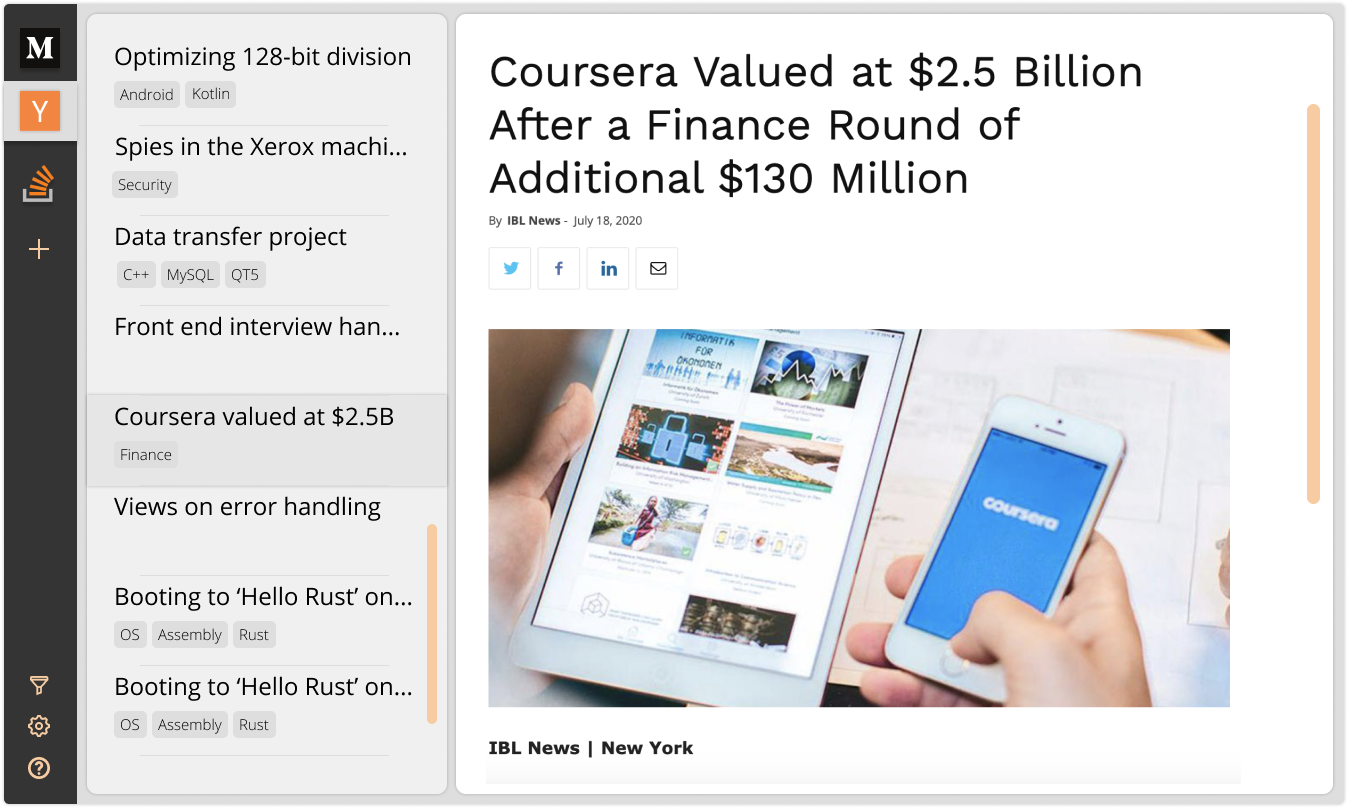 M
Y
Optimizing 128-bit division
Android Kotlin
Spies in the Xerox machi...
Security
Data transfer project
C++ MySQL QT5
Front end interview han...
Coursera valued at $2.5B
Finance
Views on error handling
Booting to ‘Hello Rust’ on...
OS Assembly Rust
Booting to ‘Hello Rust’ on...
OS Assembly Rust
Coursera Valued at $2.5 Billion
After a Finance Round of
Additional $130 Million
By IBL News - July 18, 2020
f
in
INFORMATIK
FÜR
ÖKONOMEN
coursera
IBL News | New York